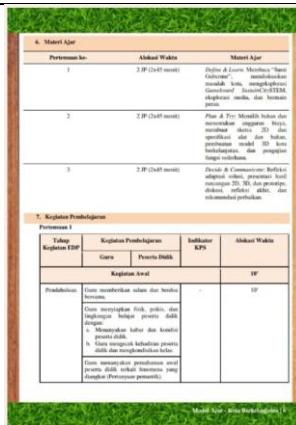 6. Materi Ajar
Pertemuan ke-
Alokasi Waktu
Materi Ajar
1
2 JP (2x45 menit)
Define & Learn: Membaca "Surat
Gubernur", mendiskusikan
masalah kota, mengeksplorasi
Gameboard SustainCitySTEM,
eksplorasi media, dan bermain
peran.
2
2 JP (2x45 menit)
Plan & Try: Memilih bahan dan
menentukan anggaran biaya,
membuat sketsa 2D dan
spesifikasi alat dan bahan,
pembuatan model 3D kota
berkelanjutan, dan pengujian
fungsi sederhana.
3
2 JP (2x45 menit)
Decide & Communicate: Refleksi
adaptasi solusi, presentasi hasil
rancangan 2D, 3D, dan prototipe,
diskusi, refleksi akhir, dan
rekomendasi perbaikan.
7. Kegiatan Pembelajaran
Pertemuan 1
Tahap
Kegiatan EDP
Kegiatan Pembelajaran
Indikator
KPS
Alokasi Waktu
Guru
Peserta Didik
Kegiatan Awal
10'
Pendahuluan
Guru memberikan salam dan berdoa
bersama.
-
10'
Guru menyiapkan fisik, psikis, dan
lingkungan belajar peserta didik
dengan:
a. Menanyakan kabar dan kondisi
peserta didik.
b. Guru mengecek kehadiran peserta
didik dan mengkondisikan kelas.
Guru menanyakan pemahaman awal
peserta didik terkait fenomena yang
diangkat (Pertanyaan pemantik).
Modul Ajar - Kota Berkelanjutan | 6